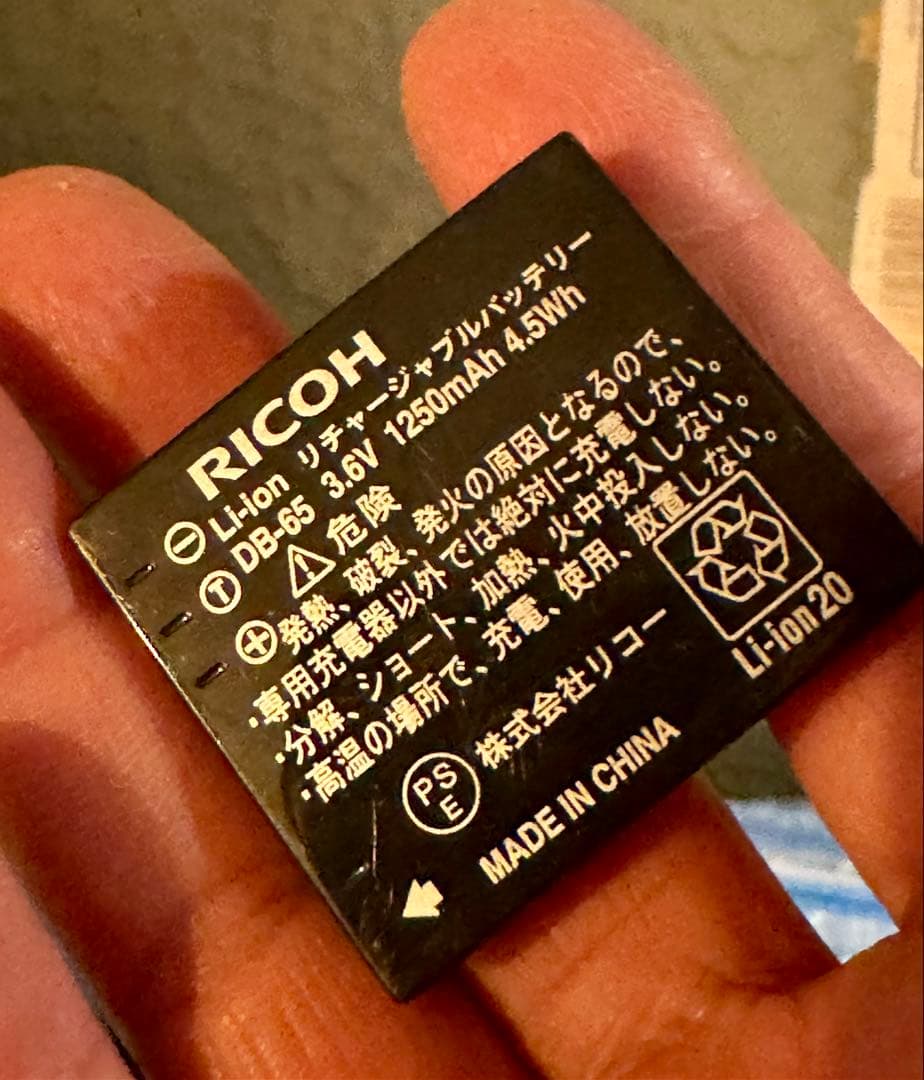 RICOH
Li-ion リチャージャブルバッテリー
DB-65 3.6V 1250mAh 4.5Wh
⚠危険
発熱、破裂、発火の原因となるので、
・専用充電器以外では絶対に充電しない。
・分解、ショート、加熱、火中投入しない。
・高温の場所で、充電、使用、放置しない。
PSE 株式会社リコー
MADE IN CHINA
Li-ion20
⊖
Ⓣ
⊕